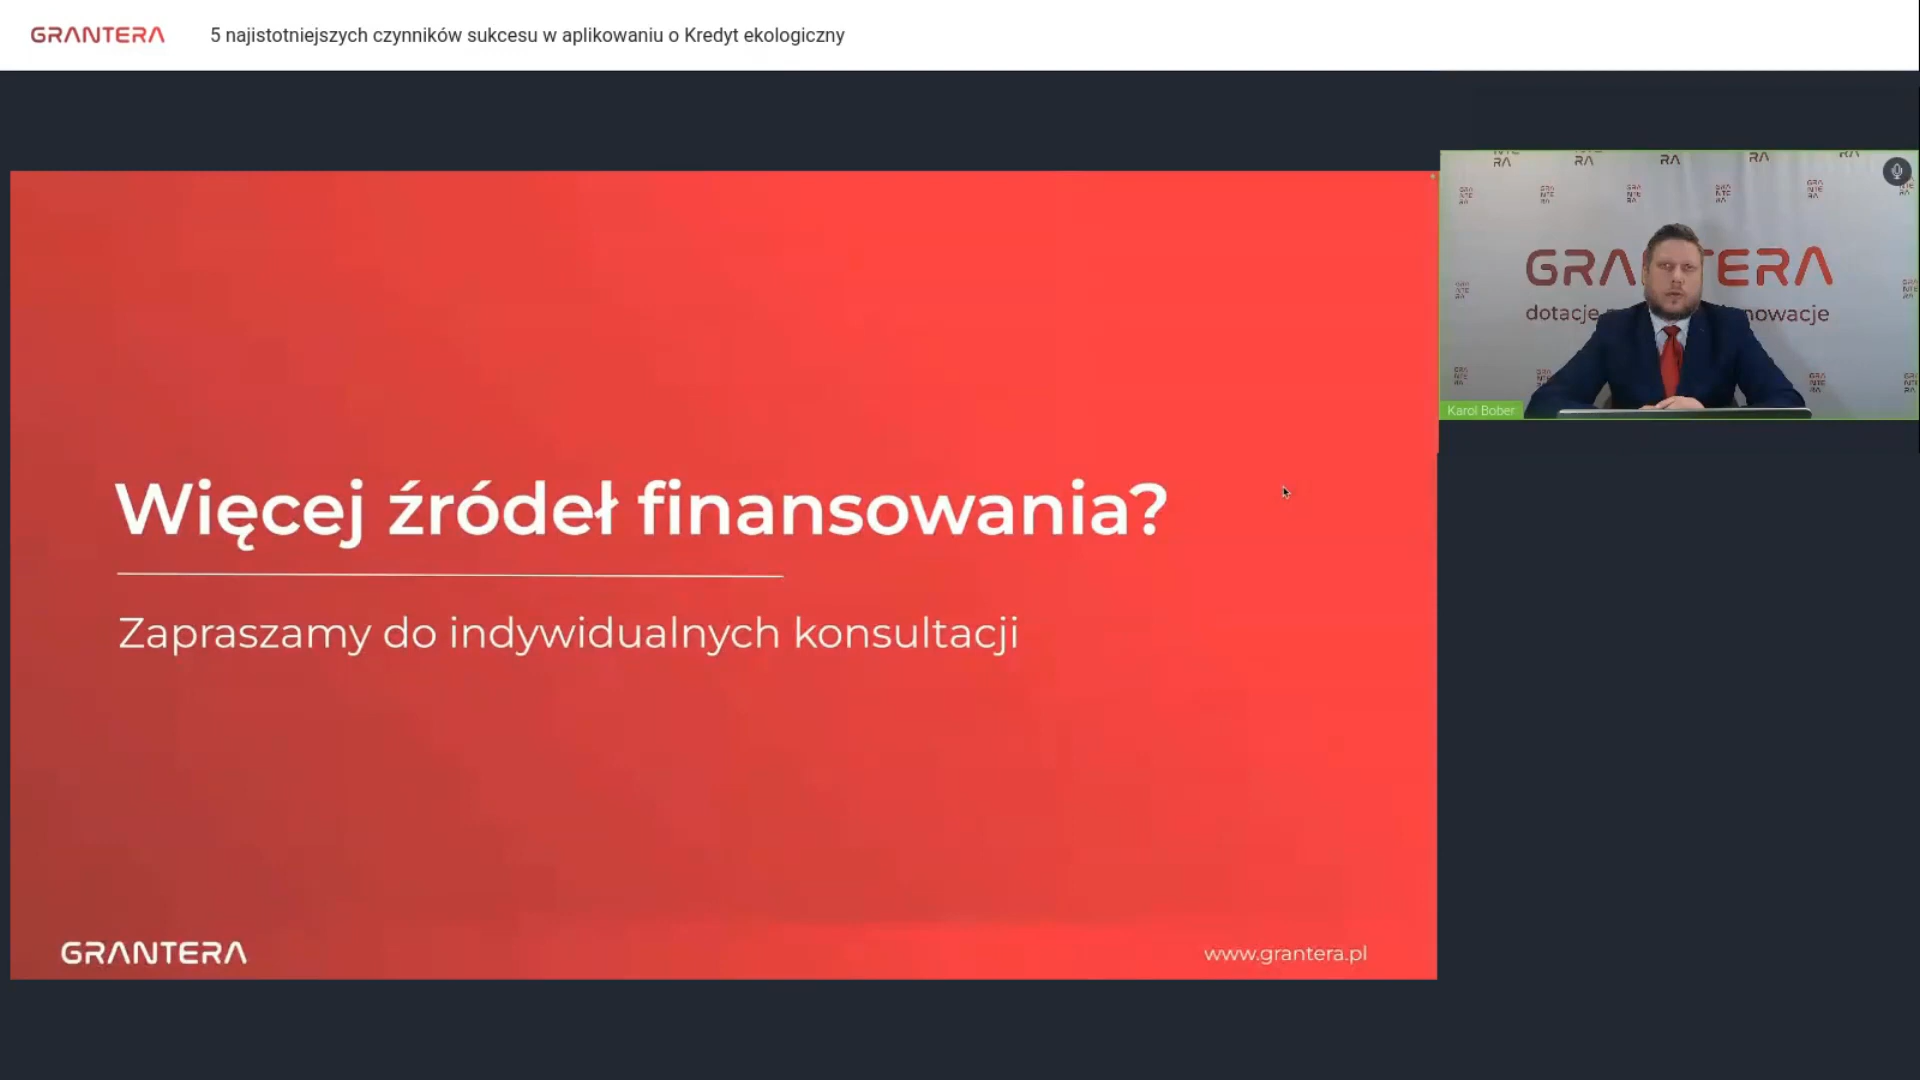 GRANTERA
5 najistotniejszych czynników sukcesu w aplikowaniu o Kredyt ekologiczny
Więcej źródeł finansowania?
Zapraszamy do indywidualnych konsultacji
GRANTERA
www.grantera.pl
GRA TERA
dotacje nowacje
Karol Bober